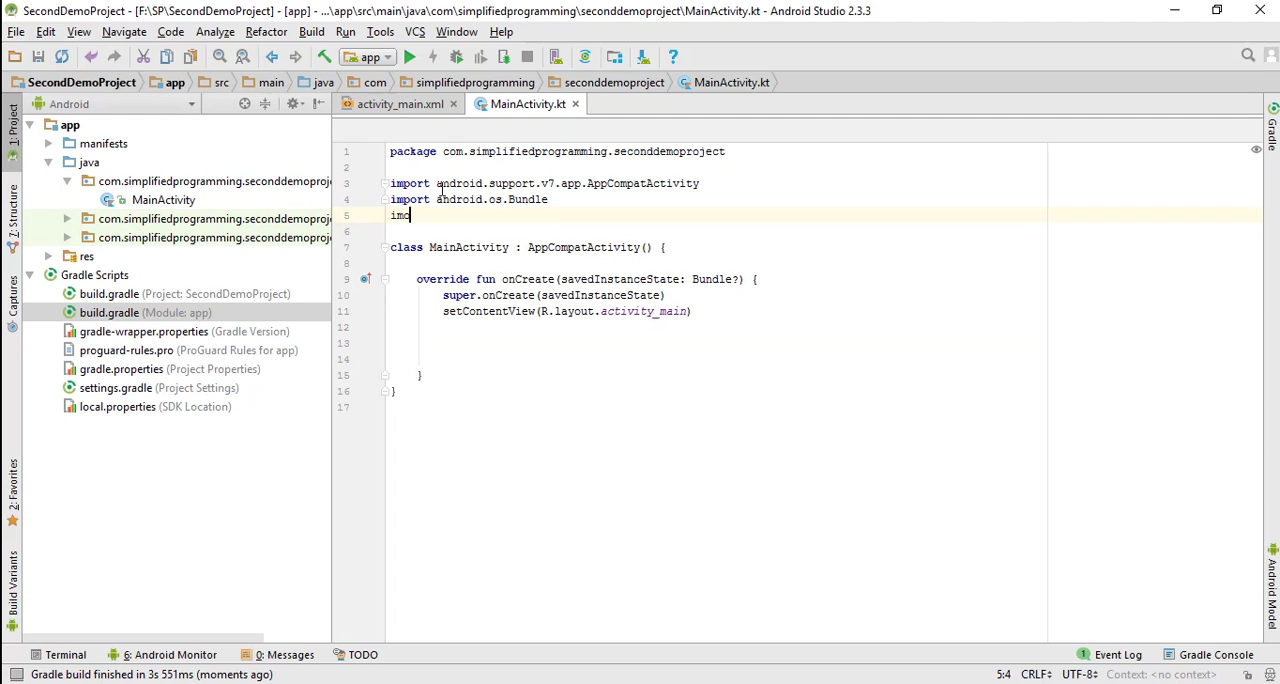 SecondDemoProject - [F:\SP\SecondDemoProject] - [app] - ...\app\src\main\java\com\simplifiedprogramming\seconddemoproject\MainActivity.kt - Android Studio 2.3.3
File Edit View Navigate Code Analyze Refactor Build Run Tools VCS Window Help
app
SecondDemoProject app src main java com simplifiedprogramming seconddemoproject MainActivity.kt
Android
activity_main.xml MainActivity.kt
1: Project
7: Structure
Captures
2: Favorites
Build Variants
app
manifests
java
com.simplifiedprogramming.seconddemoproje
MainActivity
com.simplifiedprogramming.seconddemoproje
com.simplifiedprogramming.seconddemoproje
res
Gradle Scripts
build.gradle (Project: SecondDemoProject)
build.gradle (Module: app)
gradle-wrapper.properties (Gradle Version)
proguard-rules.pro (ProGuard Rules for app)
gradle.properties (Project Properties)
settings.gradle (Project Settings)
local.properties (SDK Location)
1 package com.simplifiedprogramming.seconddemoproject
2
3 import android.support.v7.app.AppCompatActivity
4 import android.os.Bundle
5 imo
6
7 class MainActivity : AppCompatActivity() {
8
9 override fun onCreate(savedInstanceState: Bundle?) {
10 super.onCreate(savedInstanceState)
11 setContentView(R.layout.activity_main)
12
13
14
15 }
16 }
17
Gradle
Android Model
Terminal 6: Android Monitor 0: Messages TODO 1 Event Log Gradle Console
Gradle build finished in 3s 551ms (moments ago) 5:4 CRLF UTF-8 Context: <no context>